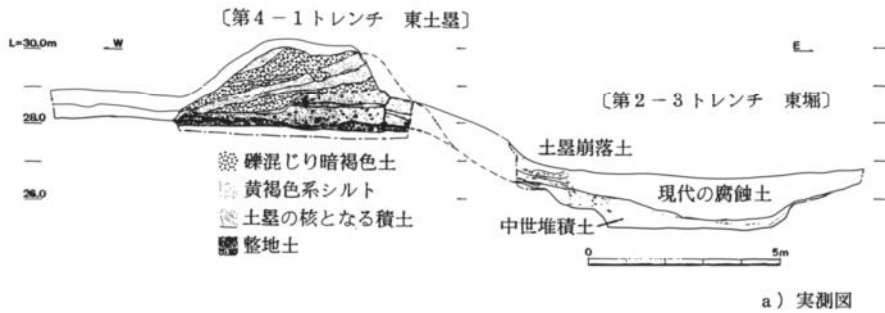 〔第4-1トレンチ 東土塁〕
L=30.0m
W
E
〔第2-3トレンチ 東堀〕
28.0
土塁崩落土
礫混じり暗褐色土
黄褐色系シルト
26.0
現代の腐蝕土
土塁の核となる積土
中世堆積土
整地土
0
5m
a）実測図